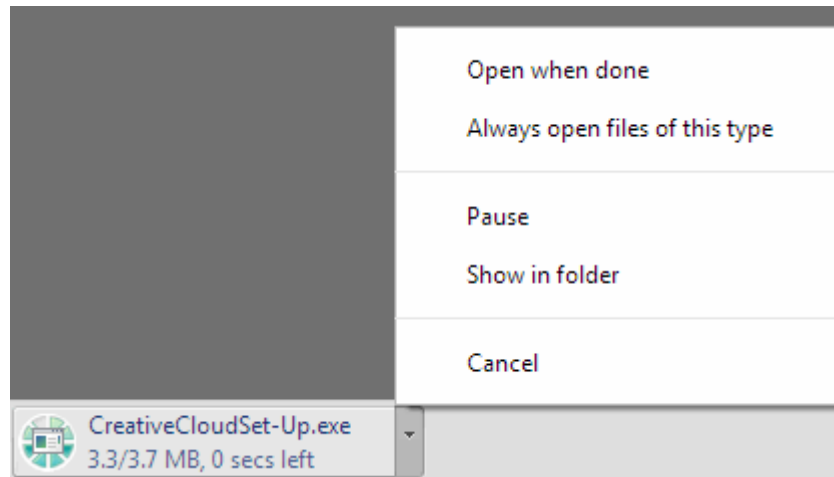 Open when done
Always open files of this type
Pause
Show in folder
Cancel
CreativeCloudSet-Up.exe
3.3/3.7 MB, 0 secs left